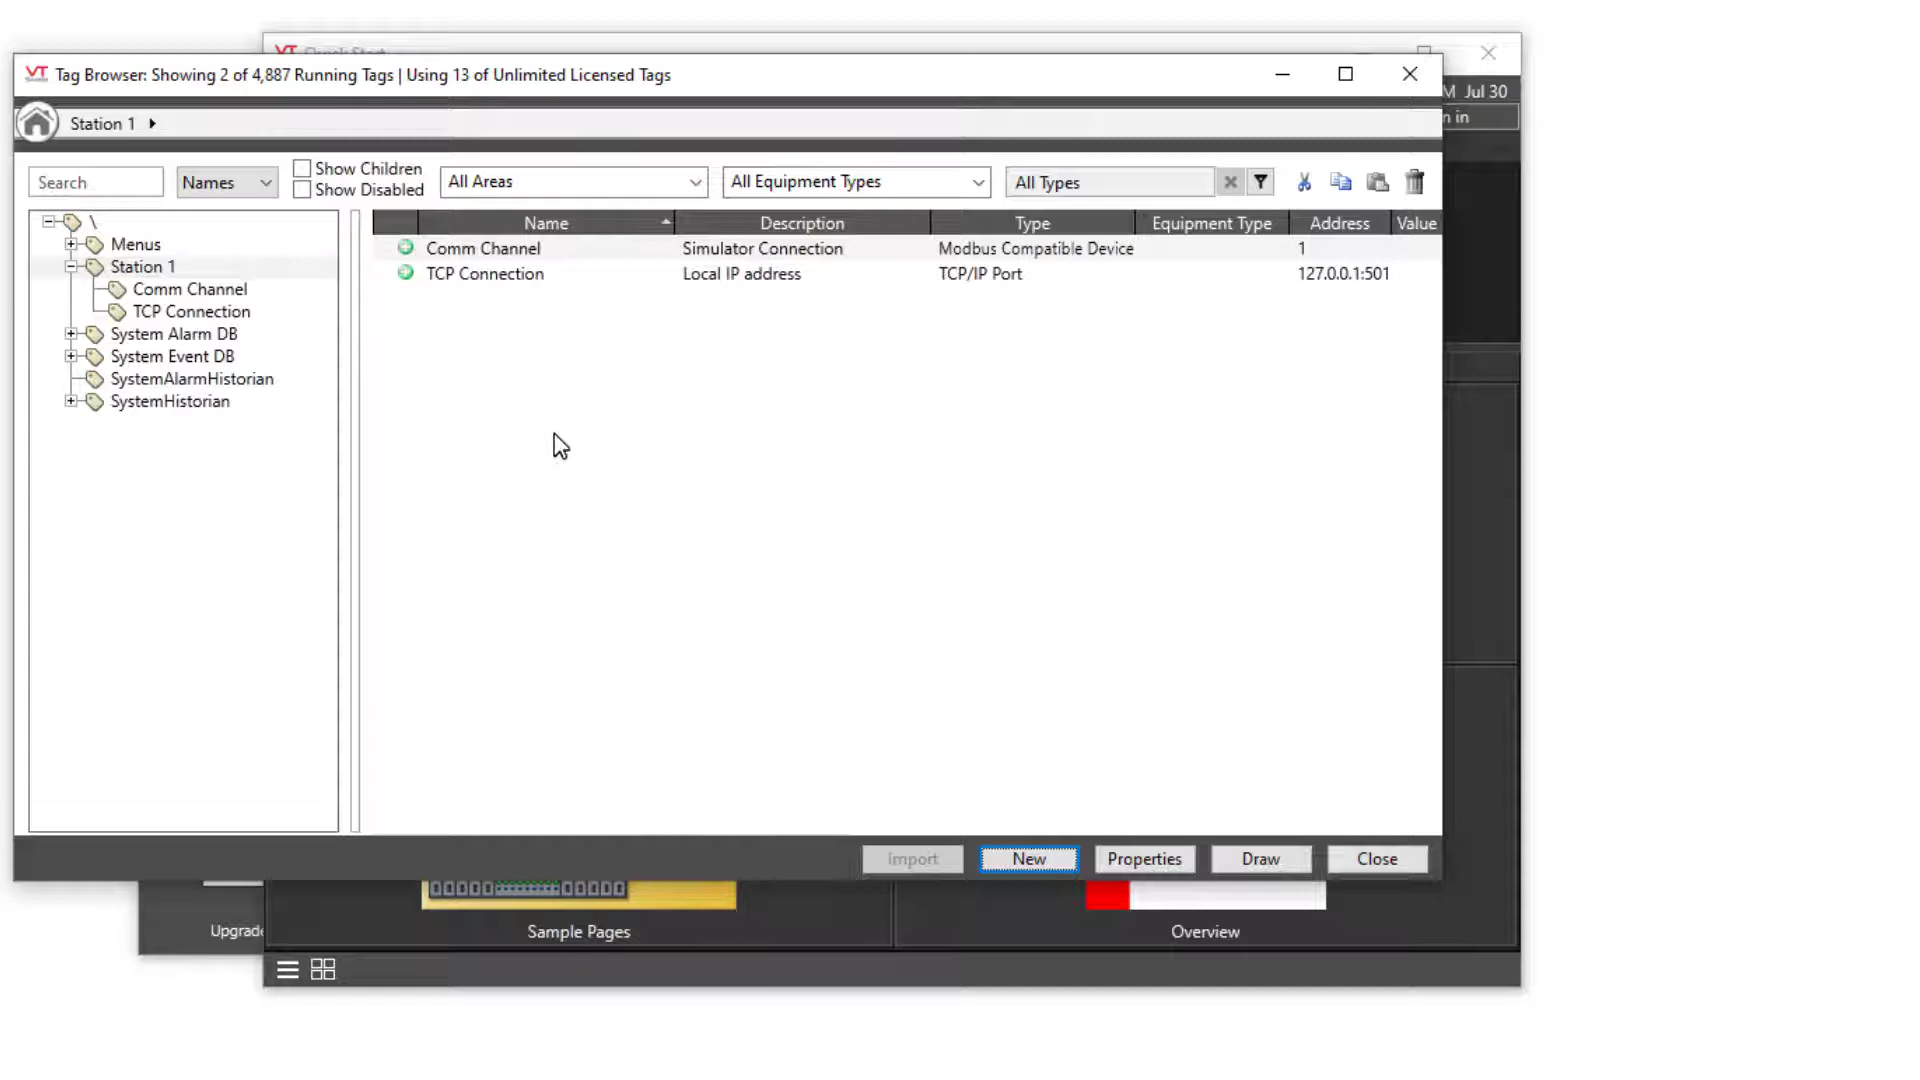 VT Quick Start
VT Tag Browser: Showing 2 of 4,887 Running Tags | Using 13 of Unlimited Licensed Tags
M Jul 30
n in
Station 1
Search
Names
Show Children
Show Disabled
All Areas
All Equipment Types
All Types
\
Menus
Station 1
Comm Channel
TCP Connection
System Alarm DB
System Event DB
SystemAlarmHistorian
SystemHistorian
Name Description Type Equipment Type Address Value
Comm Channel Simulator Connection Modbus Compatible Device 1
TCP Connection Local IP address TCP/IP Port 127.0.0.1:501
Import New Properties Draw Close
Upgrade
Sample Pages
Overview